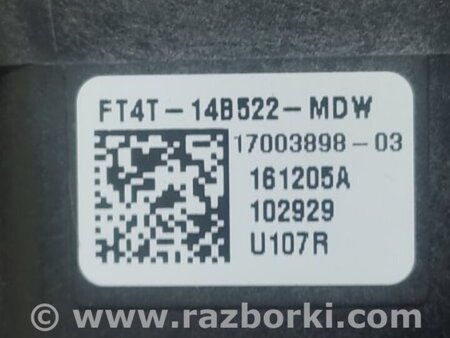 FT4T-14B522-MDW
17003898-03
161205A
102929
U107R
© www.razborki.com